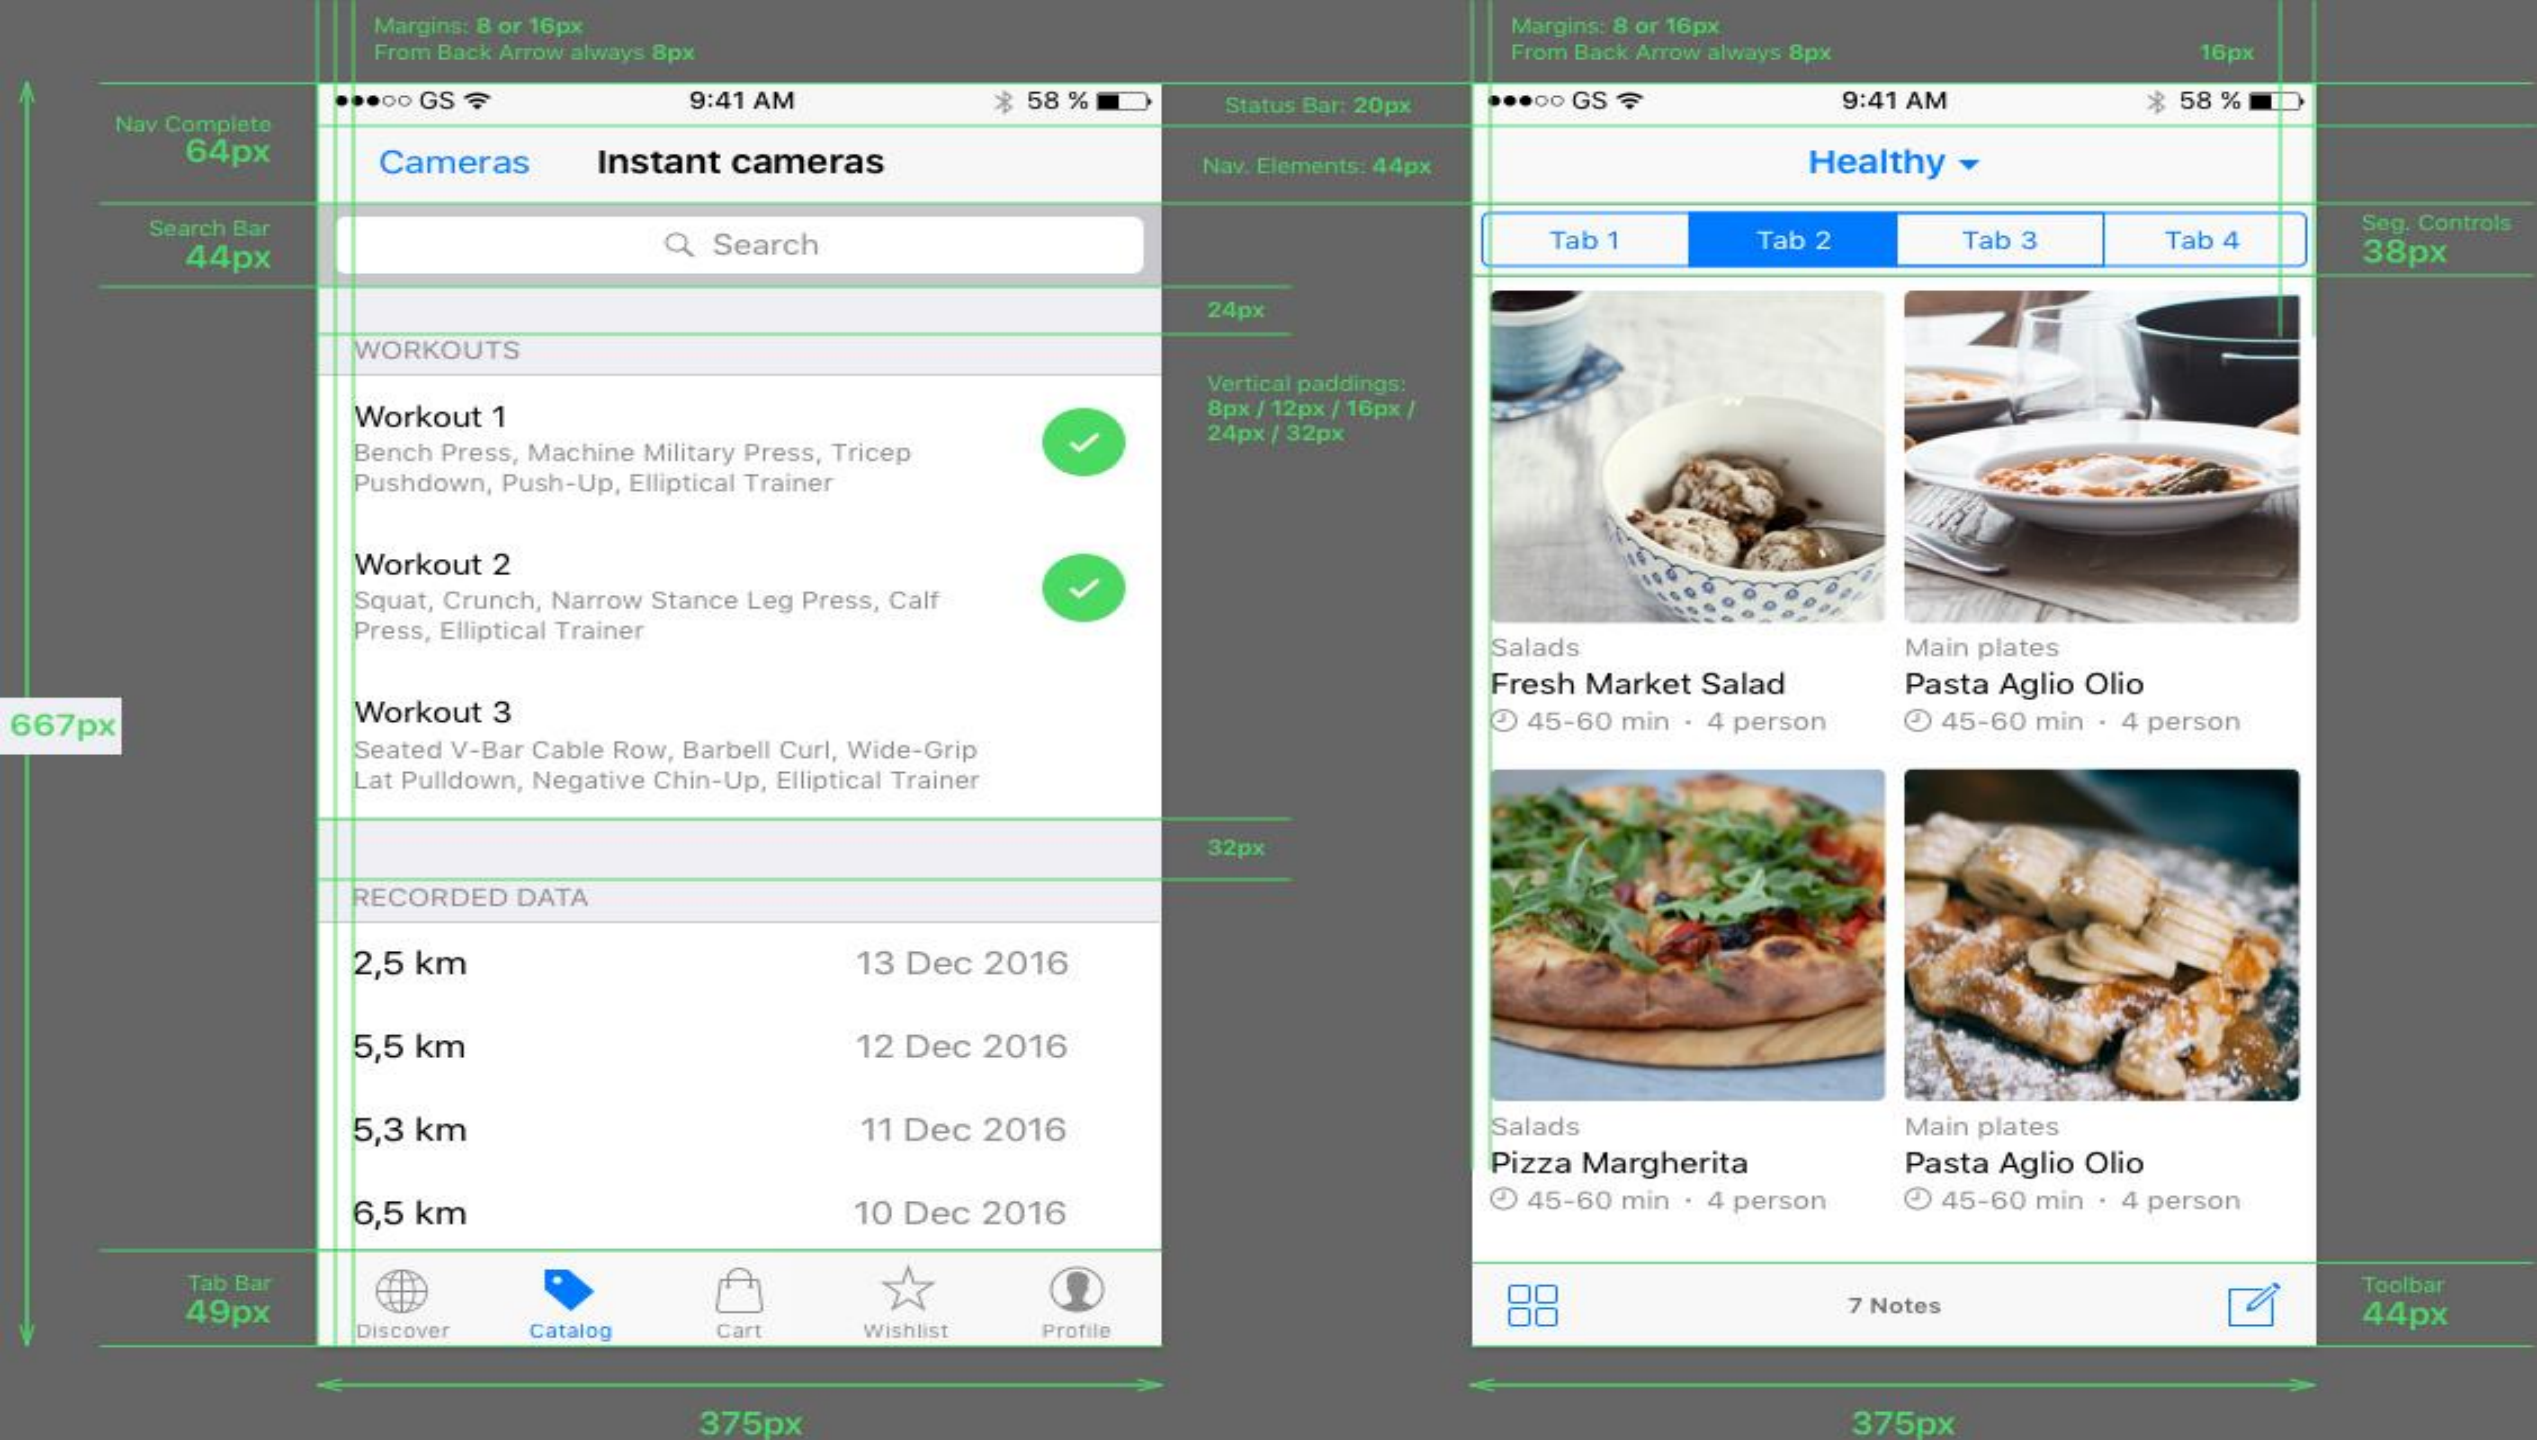 Margins: 8 or 16px
From Back Arrow always 8px
Margins: 8 or 16px
From Back Arrow always 8px
16px
Nav Complete
64px
Search Bar
44px
667px
Tab Bar
49px
GS
9:41 AM
58 %
Cameras
Instant cameras
Search
WORKOUTS
Workout 1
Bench Press, Machine Military Press, Tricep
Pushdown, Push-Up, Elliptical Trainer
Workout 2
Squat, Crunch, Narrow Stance Leg Press, Calf
Press, Elliptical Trainer
Workout 3
Seated V-Bar Cable Row, Barbell Curl, Wide-Grip
Lat Pulldown, Negative Chin-Up, Elliptical Trainer
RECORDED DATA
2,5 km 13 Dec 2016
5,5 km 12 Dec 2016
5,3 km 11 Dec 2016
6,5 km 10 Dec 2016
Discover Catalog Cart Wishlist Profile
375px
Status Bar: 20px
Nav. Elements: 44px
24px
Vertical paddings:
8px / 12px / 16px /
24px / 32px
32px
GS
9:41 AM
58 %
Healthy
Tab 1 Tab 2 Tab 3 Tab 4
Salads
Fresh Market Salad
45-60 min · 4 person
Main plates
Pasta Aglio Olio
45-60 min · 4 person
Salads
Pizza Margherita
45-60 min · 4 person
Main plates
Pasta Aglio Olio
45-60 min · 4 person
7 Notes
375px
Seg. Controls
38px
Toolbar
44px